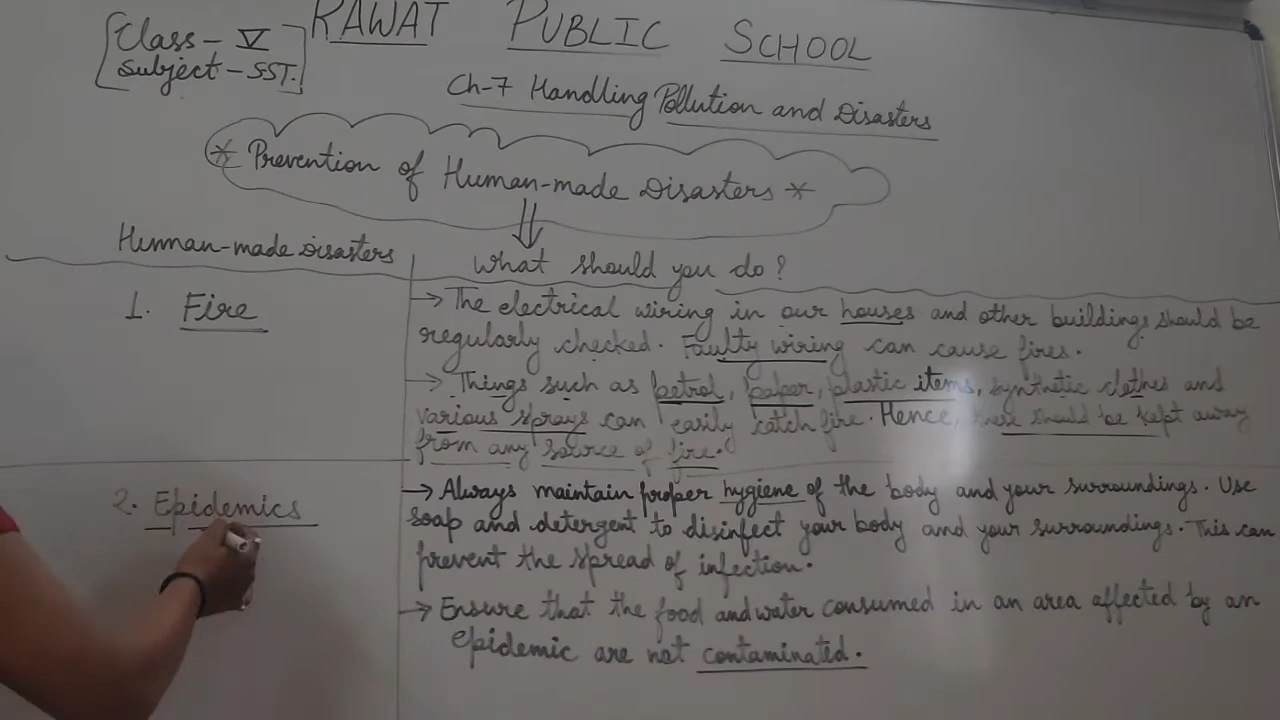 RAWAT PUBLIC SCHOOL
Class - V
Subject - SST.
Ch-7 Handling Pollution and Disasters
* Prevention of Human-made Disasters *
Human-made Disasters
What should you do?
1. Fire
→ The electrical wiring in our houses and other buildings should be
regularly checked. Faulty wiring can cause fires.
→ Things such as petrol, paper, plastic items, synthetic clothes and
various sprays can easily catch fire. Hence, these should be kept away
from any source of fire.
2. Epidemics
→ Always maintain proper hygiene of the body and your surroundings. Use
soap and detergent to disinfect your body and your surroundings. This can
prevent the spread of infection.
→ Ensure that the food and water consumed in an area affected by an
epidemic are not contaminated.